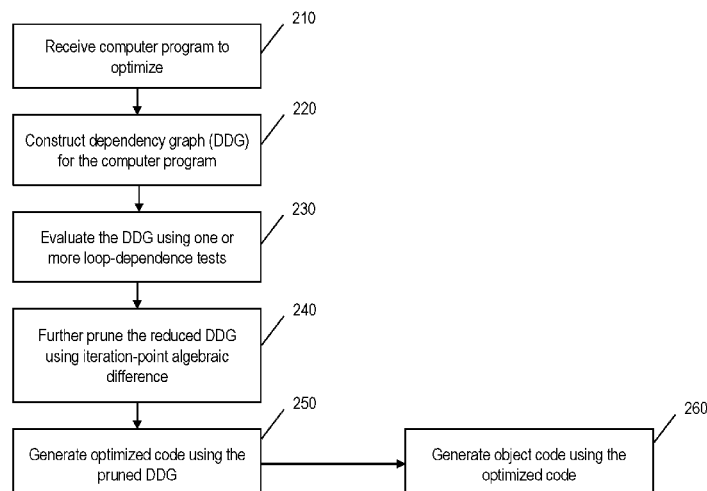 210
Receive computer program to
optimize
220
Construct dependency graph (DDG)
for the computer program
230
Evaluate the DDG using one or
more loop-dependence tests
240
Further prune the reduced DDG
using iteration-point algebraic
difference
250
Generate optimized code using the
pruned DDG
260
Generate object code using the
optimized code